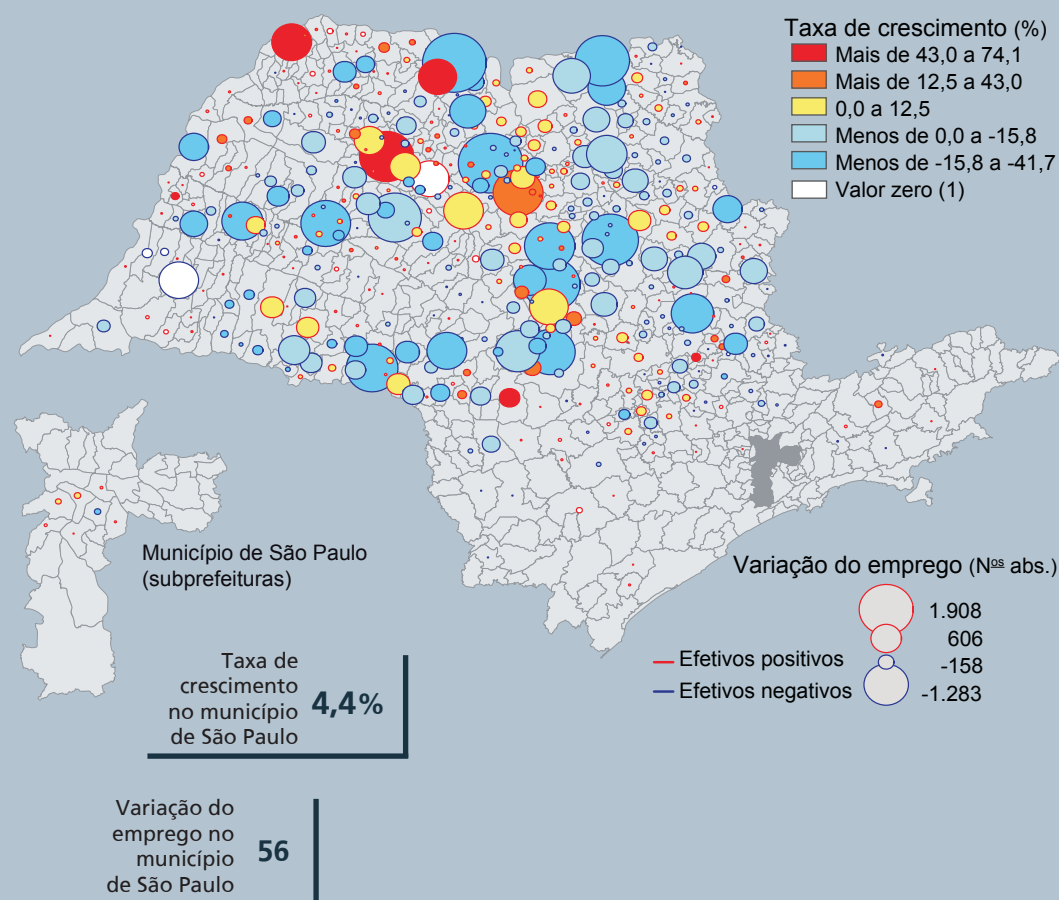 Taxa de crescimento (%)
Mais de 43,0 a 74,1
Mais de 12,5 a 43,0
0,0 a 12,5
Menos de 0,0 a -15,8
Menos de -15,8 a -41,7
Valor zero (1)
Município de São Paulo
(subprefeituras)
Variação do emprego (Nos abs.)
1.908
606
-158
-1.283
Efetivos positivos
Efetivos negativos
Taxa de
crescimento
no município
de São Paulo
4,4%
Variação do
emprego no
município
de São Paulo
56